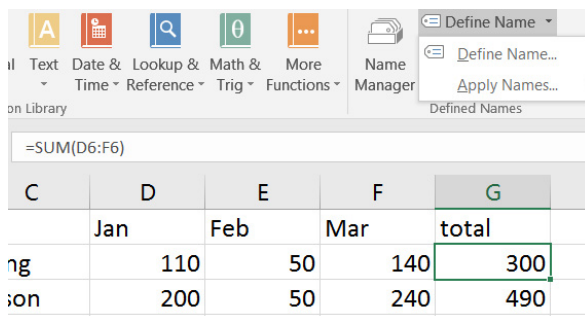 A
θ
Define Name
Text Date & Lookup & Math & More Name
Time Reference Trig Functions Manager
Define Name...
Apply Names...
on Library
Defined Names
=SUM(D6:F6)
C D E F G
Jan Feb Mar total
ng 110 50 140 300
son 200 50 240 490